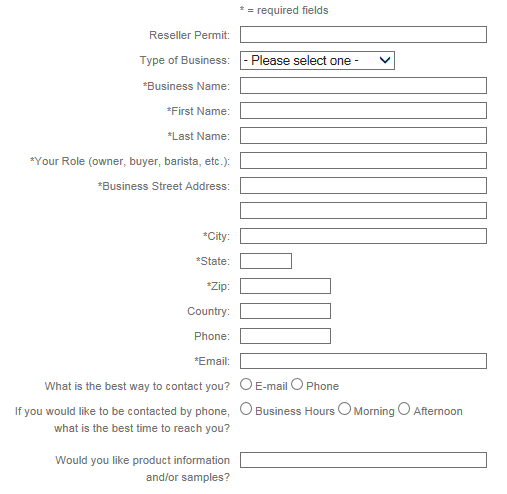 * = required fields
Reseller Permit:
Type of Business: - Please select one -
*Business Name:
*First Name:
*Last Name:
*Your Role (owner, buyer, barista, etc.):
*Business Street Address:
*City:
*State:
*Zip:
Country:
Phone:
*Email:
What is the best way to contact you? E-mail Phone
If you would like to be contacted by phone, Business Hours Morning Afternoon
what is the best time to reach you?
Would you like product information
and/or samples?